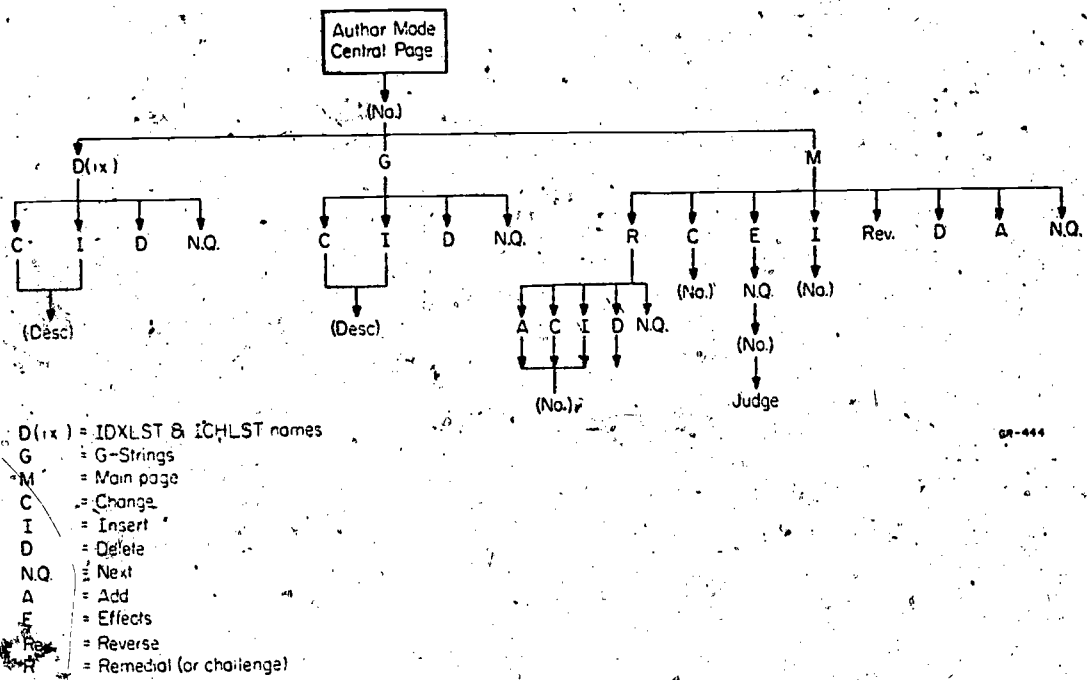 Author Mode
Central Page
(No.)
D(ix) G M
C I D N.Q. C I D N.Q. R C E I Rev. D A N.Q.
(No.) N.Q. (No.)
(Desc) (Desc) A C I D N.Q.
(No.)
(No.) Judge
D(ix) = IDXLST & ICHLST names
GR-444
G = G-Strings
M = Main page
C = Change
I = Insert
D = Delete
N.Q. = Next
A = Add
E = Effects
= Reverse
R = Remedial (or challenge)